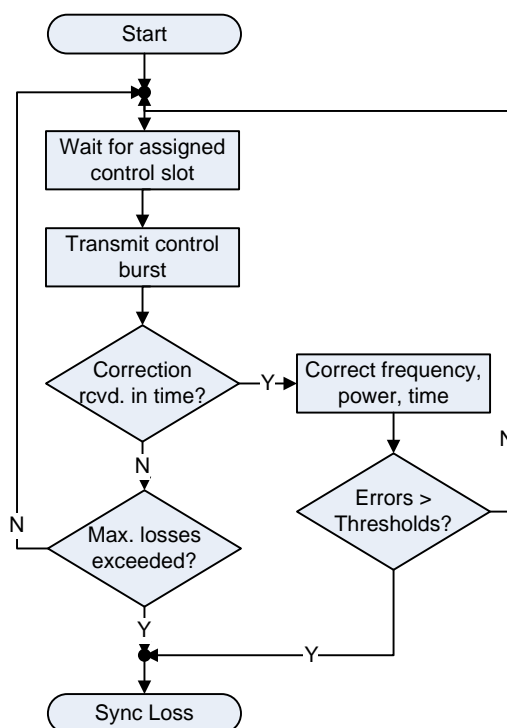 Start
Wait for assigned
control slot
Transmit control
burst
Correction
rcvd. in time?
Y
Correct frequency,
power, time
N
N
Errors >
Thresholds?
N
Max. losses
exceeded?
Y
Y
Sync Loss